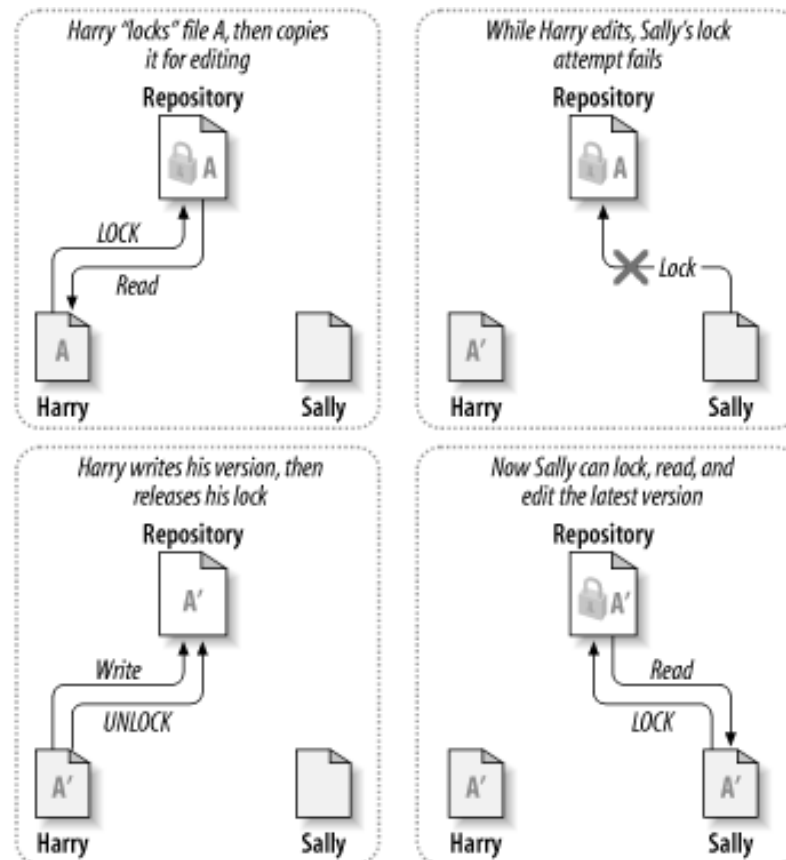 Harry “locks” file A, then copies
it for editing
Repository
A
LOCK
Read
A
Harry
Sally
While Harry edits, Sally’s lock
attempt fails
Repository
A
Lock
A′
Harry
Sally
Harry writes his version, then
releases his lock
Repository
A′
Write
UNLOCK
A′
Harry
Sally
Now Sally can lock, read, and
edit the latest version
Repository
A′
Read
LOCK
A′
A′
Harry
Sally